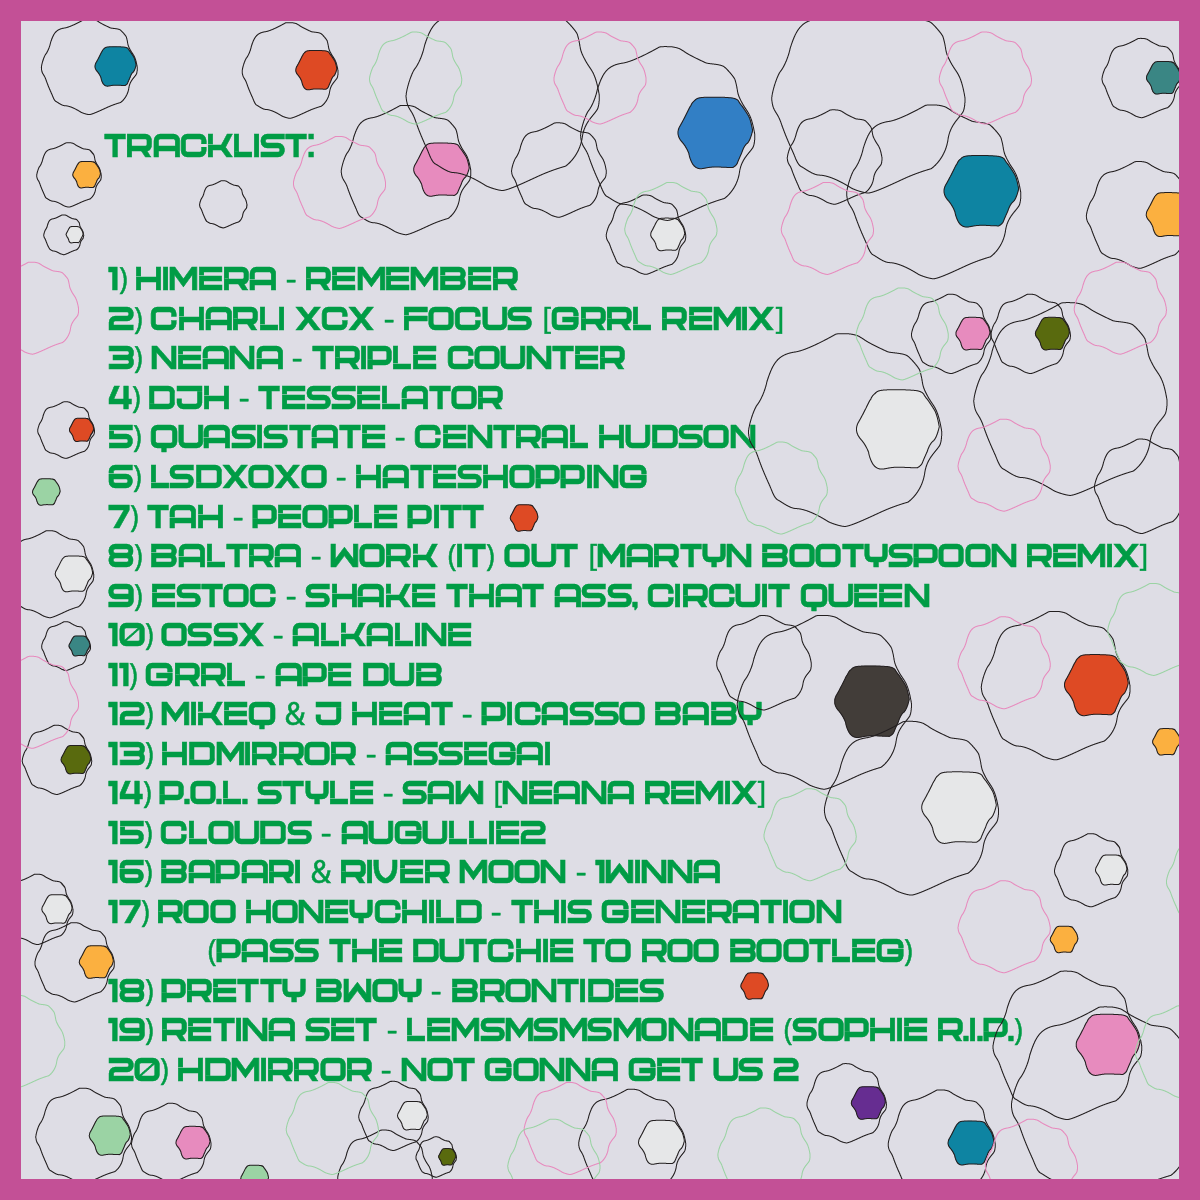 TRACKLIST:
1) HIMERA - REMEMBER
2) CHARLI XCX - FOCUS [GRRL REMIX]
3) NEANA - TRIPLE COUNTER
4) DJH - TESSELATOR
5) QUASISTATE - CENTRAL HUDSON
6) LSDXOXO - HATESHOPPING
7) TAH - PEOPLE PITT
8) BALTRA - WORK (IT) OUT [MARTYN BOOTYSPOON REMIX]
9) ESTOC - SHAKE THAT ASS, CIRCUIT QUEEN
10) OSSX - ALKALINE
11) GRRL - APE DUB
12) MIKEQ & J HEAT - PICASSO BABY
13) HDMIRROR - ASSEGAI
14) P.O.L. STYLE - SAW [NEANA REMIX]
15) CLOUDS - AUGULLIE2
16) BAPARI & RIVER MOON - 1WINNA
17) ROO HONEYCHILD - THIS GENERATION
(PASS THE DUTCHIE TO ROO BOOTLEG)
18) PRETTY BWOY - BRONTIDES
19) RETINA SET - LEMSMSMSMONADE (SOPHIE R.I.P.)
20) HDMIRROR - NOT GONNA GET US 2